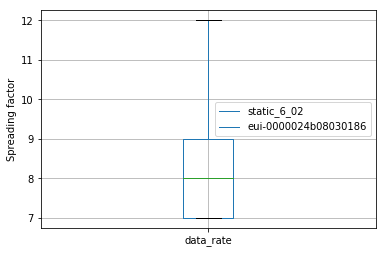 12
11
10
9
8
7
Spreading factor
static_6_02
eui-0000024b08030186
data_rate